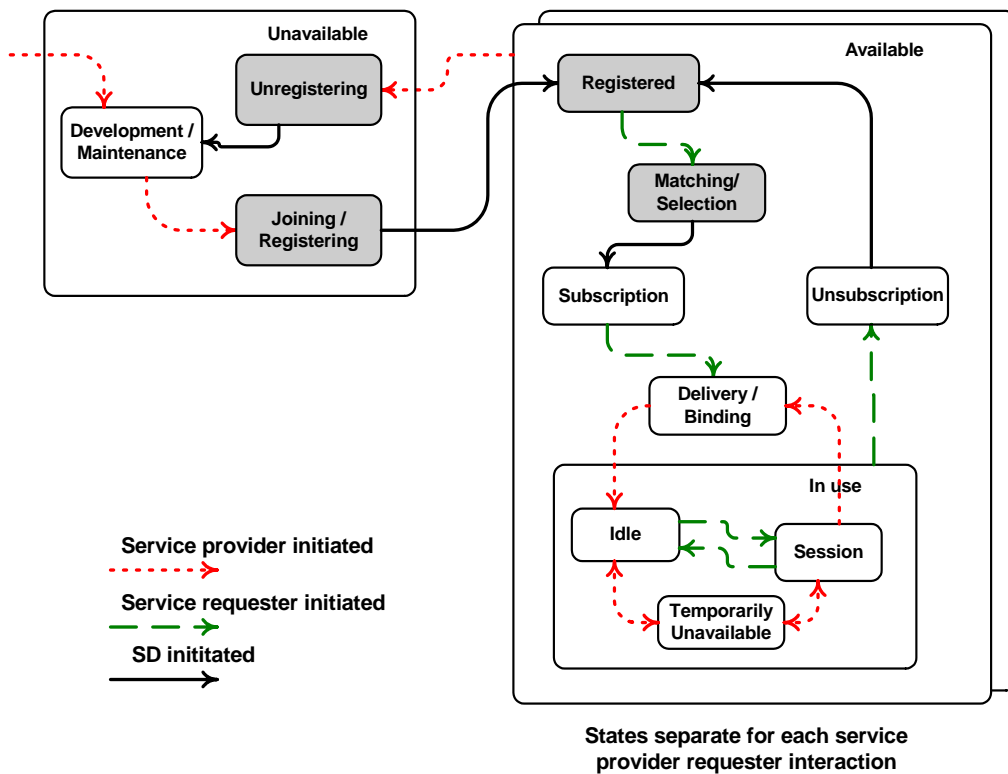 Unavailable
Unregistering
Development /
Maintenance
Joining /
Registering
Available
Registered
Matching/
Selection
Subscription
Unsubscription
Delivery /
Binding
In use
Idle
Session
Temporarily
Unavailable
Service provider initiated
Service requester initiated
SD inititated
States separate for each service
provider requester interaction